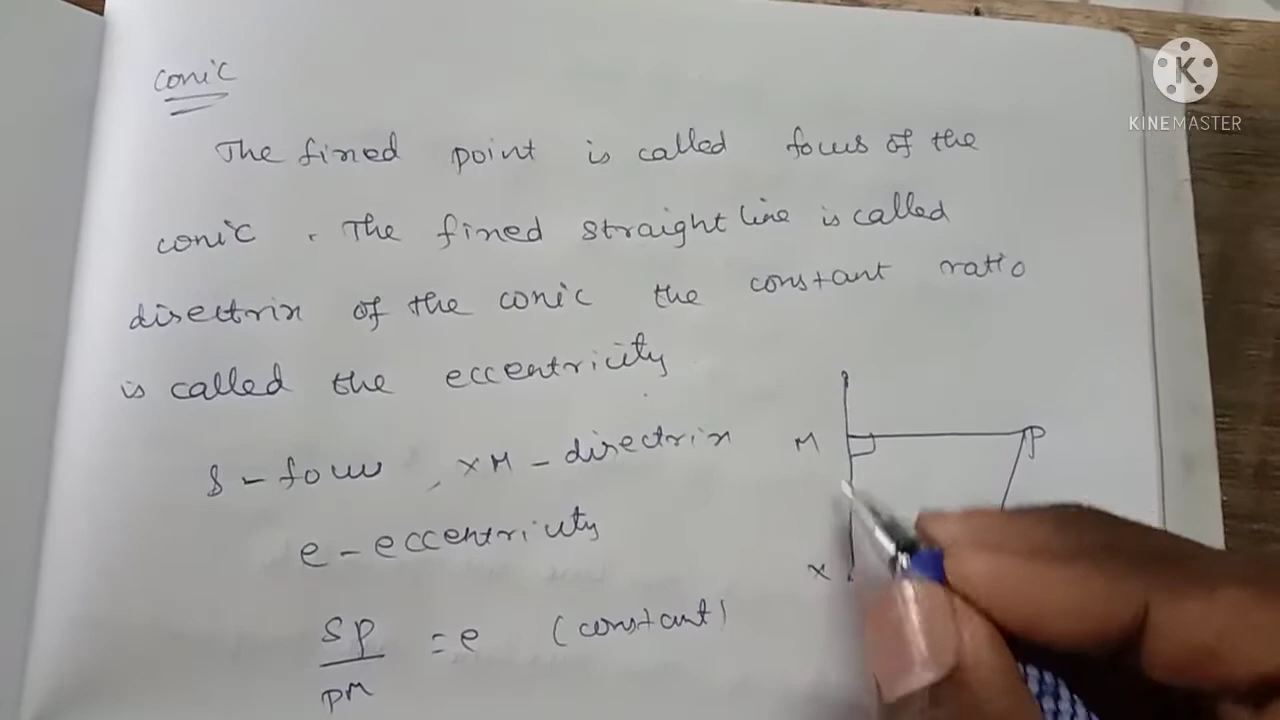 conic
The fixed point is called focus of the
conic. The fixed straight line is called
directrix of the conic the constant ratio
is called the eccentricity
S - focus, XM - directrix
e - eccentricity
SP/PM = e (constant)
M
P
X
K
KINEMASTER